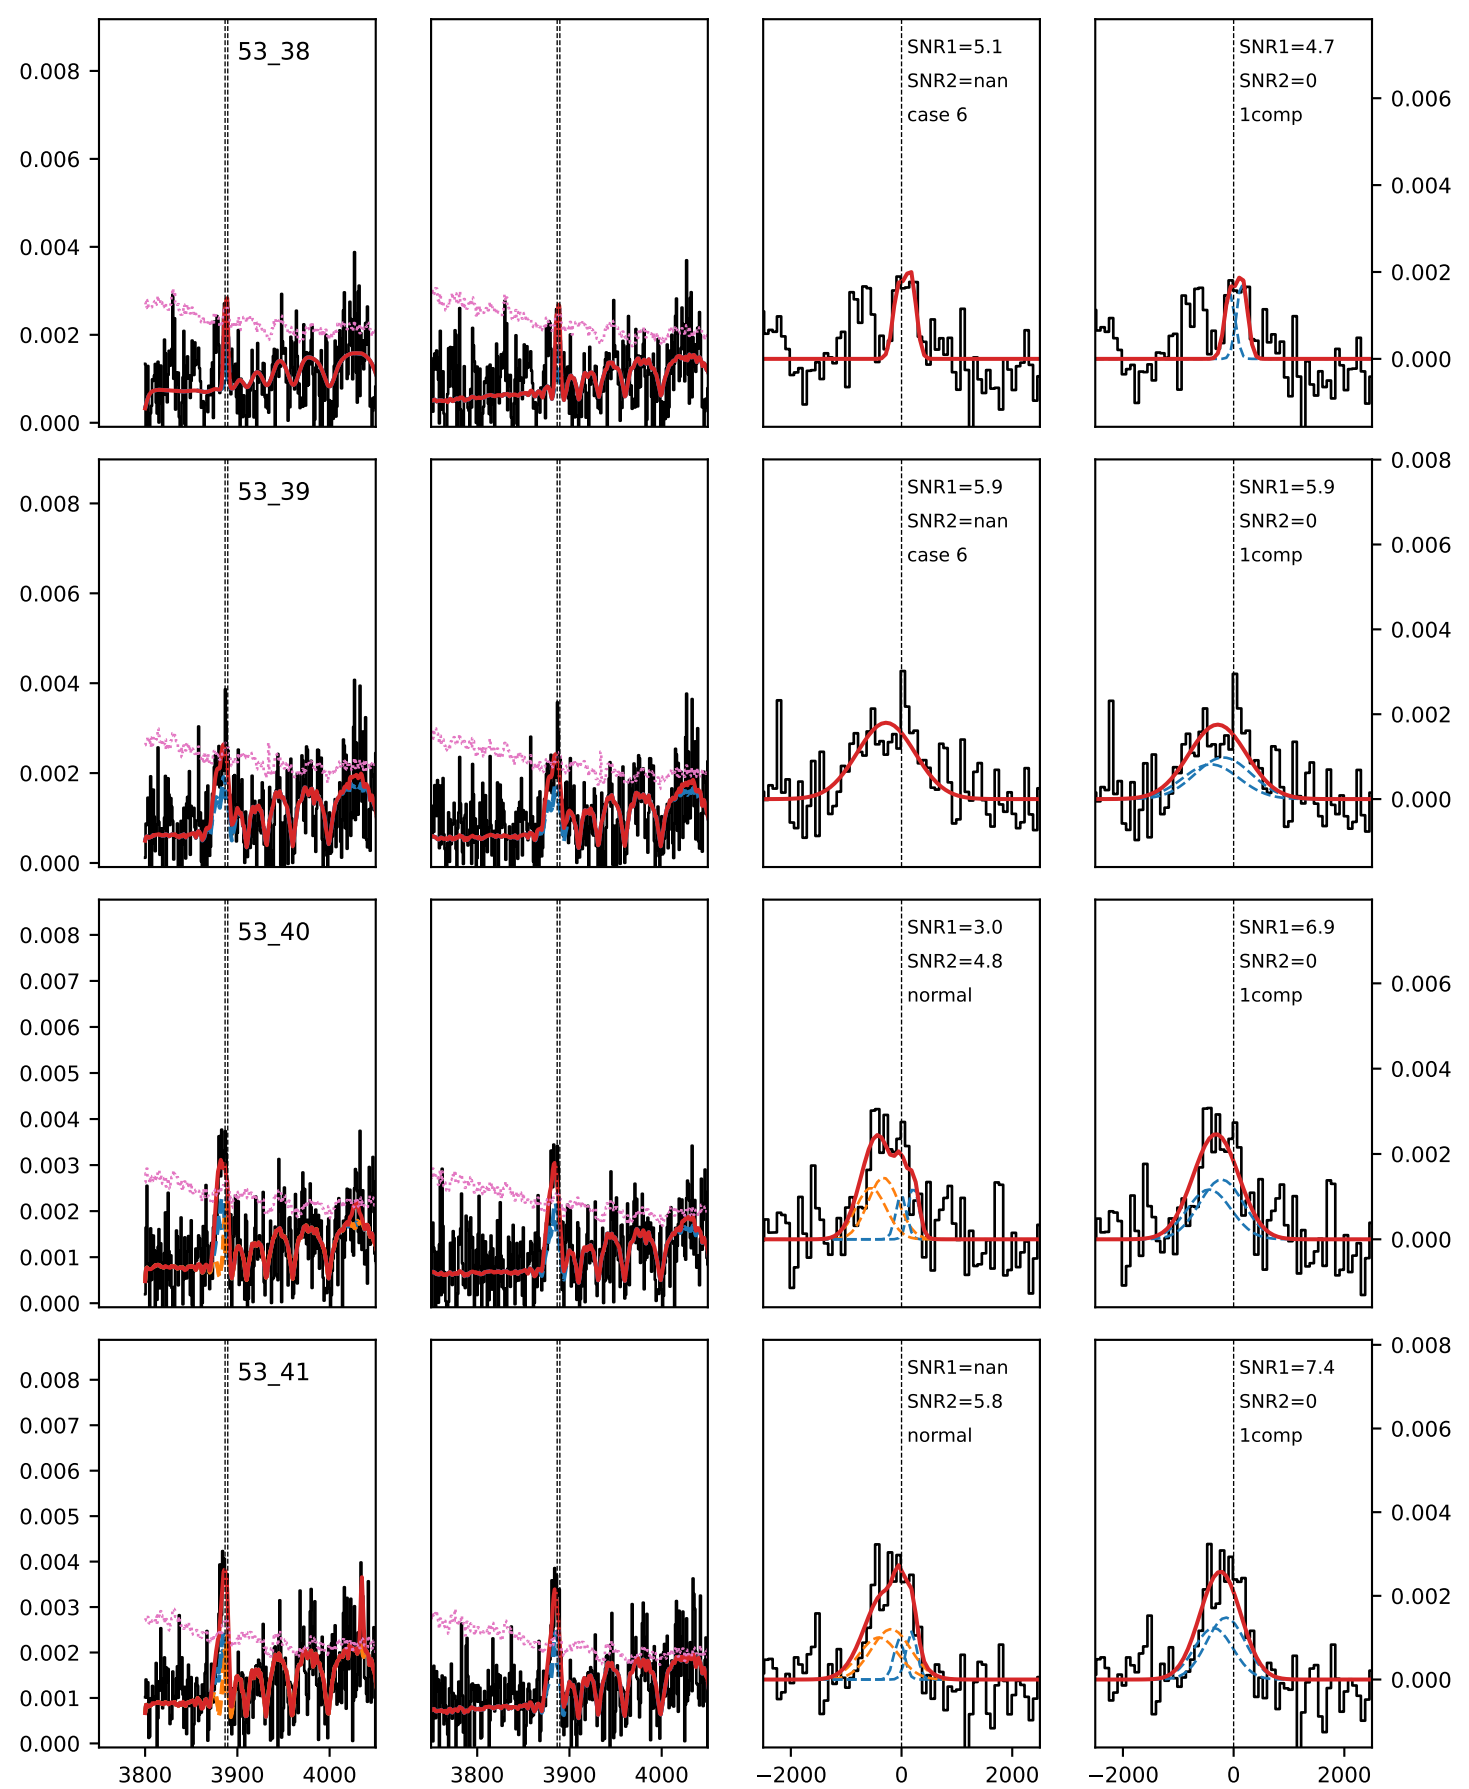 53_38
SNR1=5.1
SNR1=4.7
SNR2=nan
SNR2=0
case 6
1comp
0.008
0.006
0.004
0.002
0.000
0.006
0.004
0.002
0.000
53_39
SNR1=5.9
SNR1=5.9
SNR2=nan
SNR2=0
case 6
1comp
0.008
0.006
0.004
0.002
0.000
0.008
0.006
0.004
0.002
0.000
53_40
SNR1=3.0
SNR1=6.9
SNR2=4.8
SNR2=0
normal
1comp
0.008
0.007
0.006
0.005
0.004
0.003
0.002
0.001
0.000
0.006
0.004
0.002
0.000
53_41
SNR1=nan
SNR1=7.4
SNR2=5.8
SNR2=0
normal
1comp
0.008
0.007
0.006
0.005
0.004
0.003
0.002
0.001
0.000
0.008
0.006
0.004
0.002
0.000
3800 3900 4000
3800 3900 4000
−2000 0 2000
−2000 0 2000